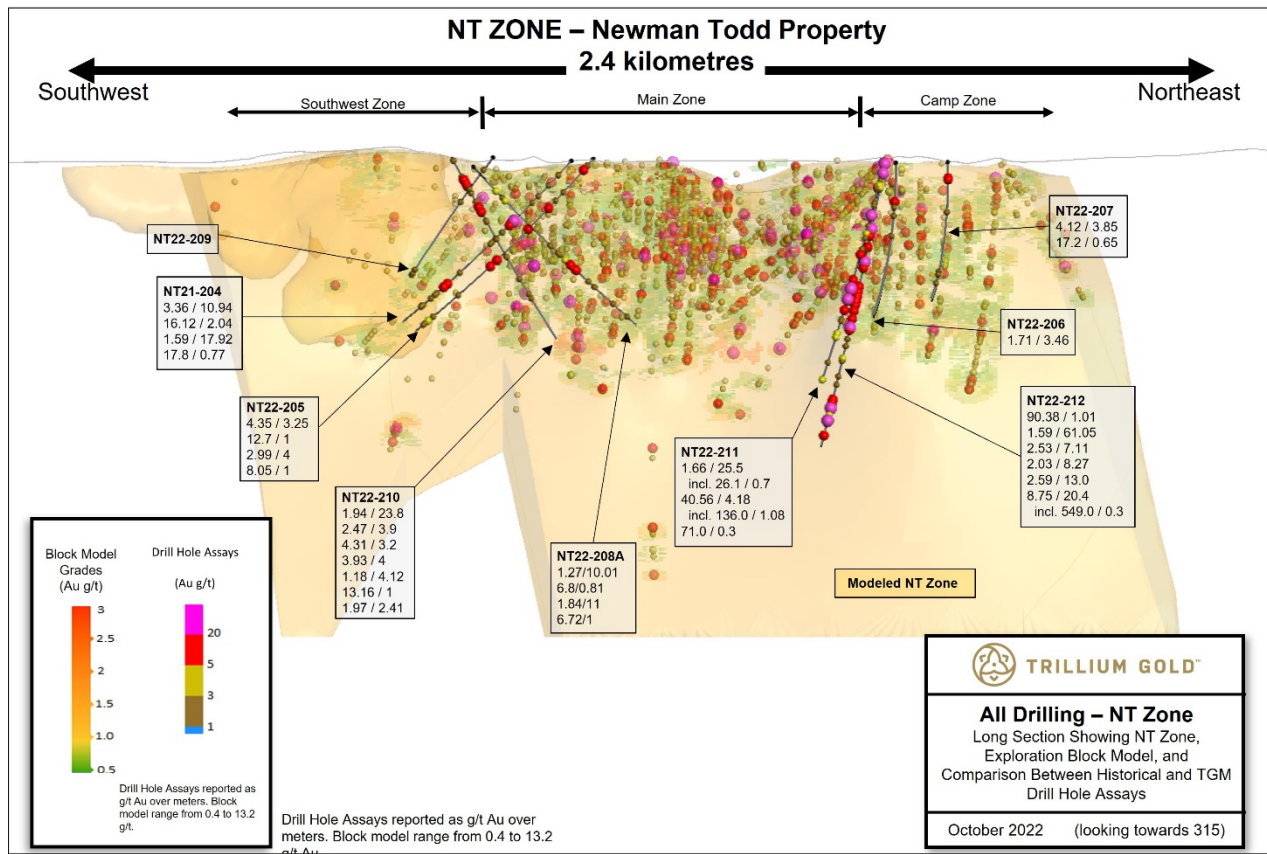 NT ZONE – Newman Todd Property
2.4 kilometres
Southwest
Northeast
Southwest Zone
Main Zone
Camp Zone
NT22-209
NT21-204
3.36 / 10.94
16.12 / 2.04
1.59 / 17.92
17.8 / 0.77
NT22-205
4.35 / 3.25
12.7 / 1
2.99 / 4
8.05 / 1
NT22-210
1.94 / 23.8
2.47 / 3.9
4.31 / 3.2
3.93 / 4
1.18 / 4.12
13.16 / 1
1.97 / 2.41
NT22-208A
1.27/10.01
6.8/0.81
1.84/11
6.72/1
NT22-211
1.66 / 25.5
incl. 26.1 / 0.7
40.56 / 4.18
incl. 136.0 / 1.08
71.0 / 0.3
NT22-207
4.12 / 3.85
17.2 / 0.65
NT22-206
1.71 / 3.46
NT22-212
90.38 / 1.01
1.59 / 61.05
2.53 / 7.11
2.03 / 8.27
2.59 / 13.0
8.75 / 20.4
incl. 549.0 / 0.3
Modeled NT Zone
Block Model
Grades
(Au g/t)
3
2.5
2.0
1.5
1.0
0.5
Drill Hole Assays
(Au g/t)
20
5
3
1
Drill Hole Assays reported as
g/t Au over meters. Block
model range from 0.4 to 13.2
g/t.
Drill Hole Assays reported as g/t Au over
meters. Block model range from 0.4 to 13.2
g/t Au
TRILLIUM GOLD™
All Drilling – NT Zone
Long Section Showing NT Zone,
Exploration Block Model, and
Comparison Between Historical and TGM
Drill Hole Assays
October 2022 (looking towards 315)